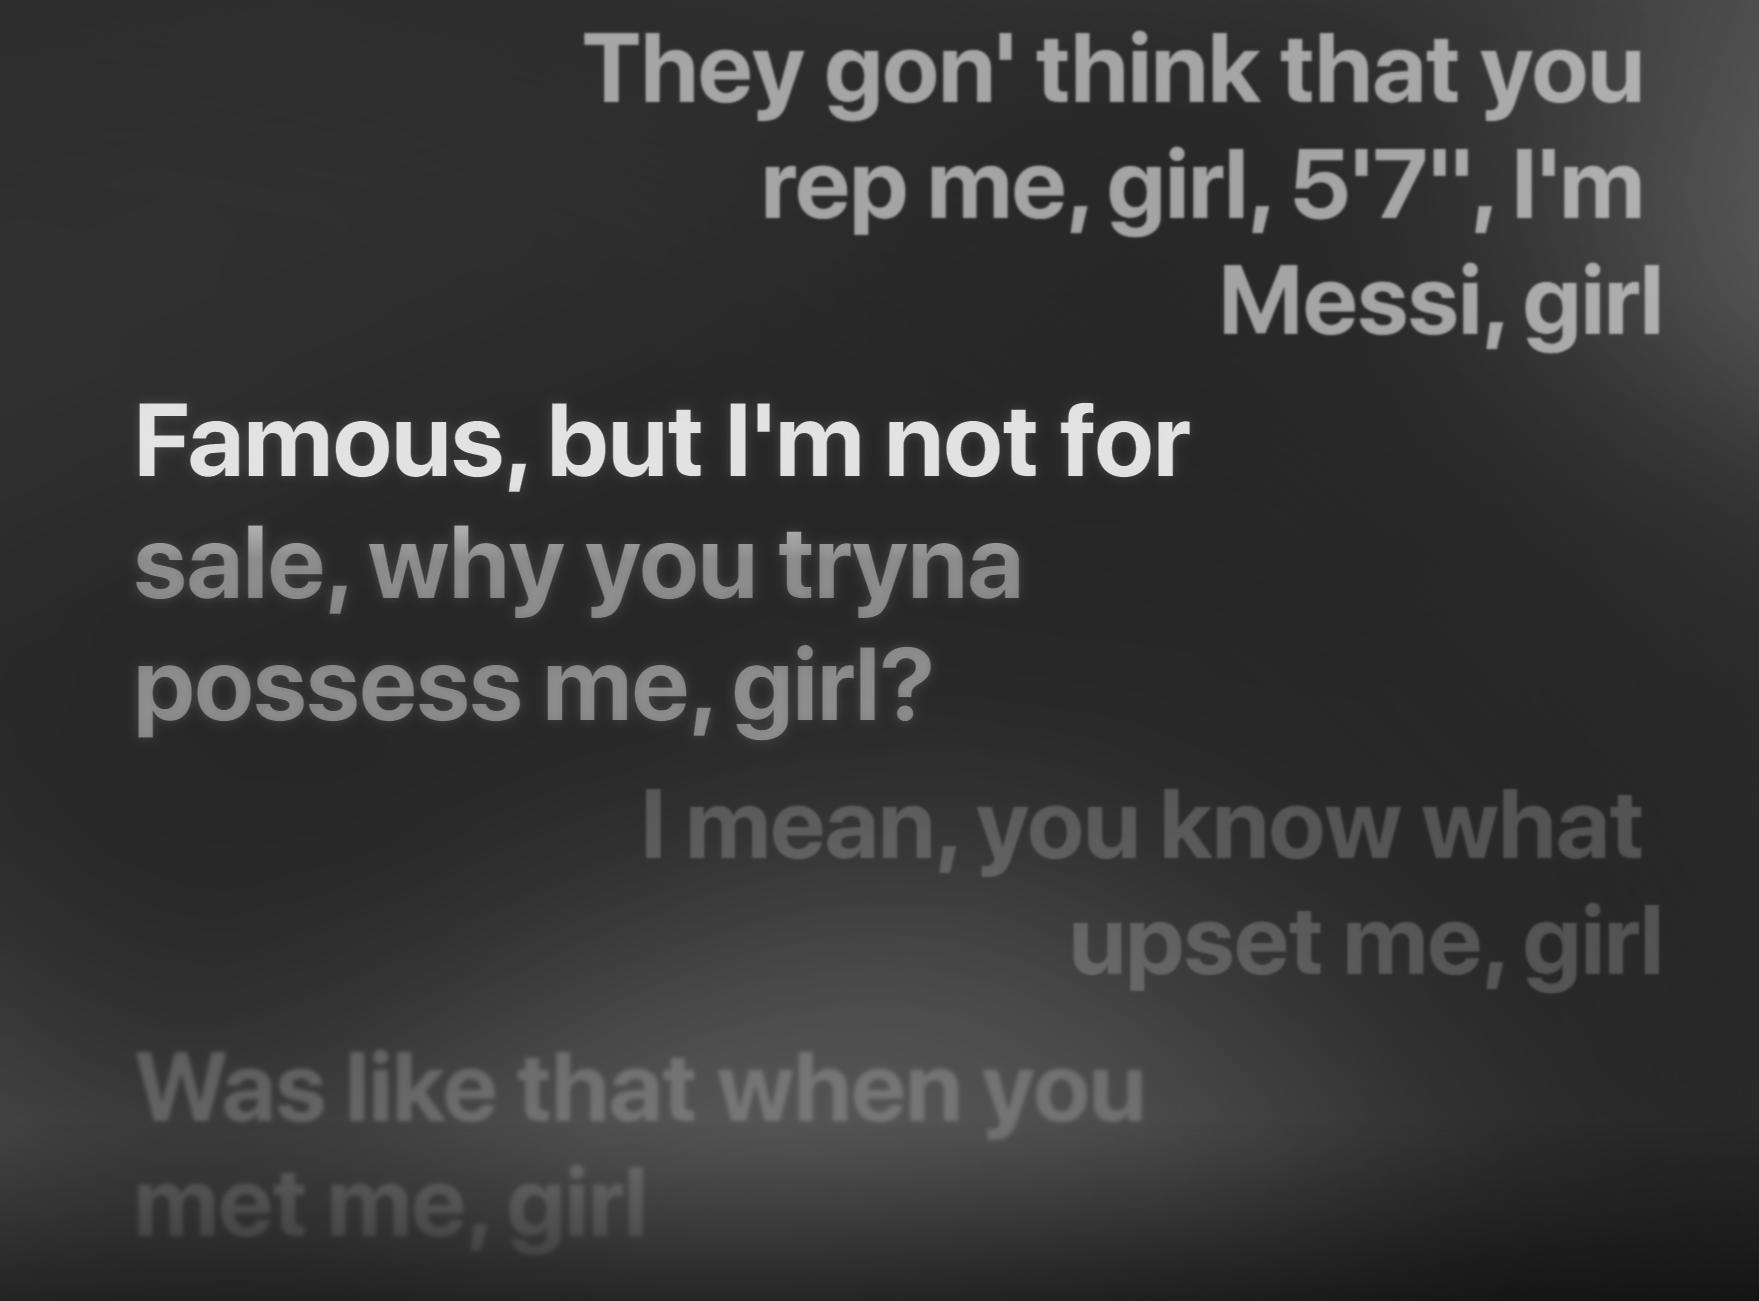 They gon' think that you
rep me, girl, 5'7", I'm
Messi, girl
Famous, but I'm not for
sale, why you tryna
possess me, girl?
I mean, you know what
upset me, girl
Was like that when you
met me, girl